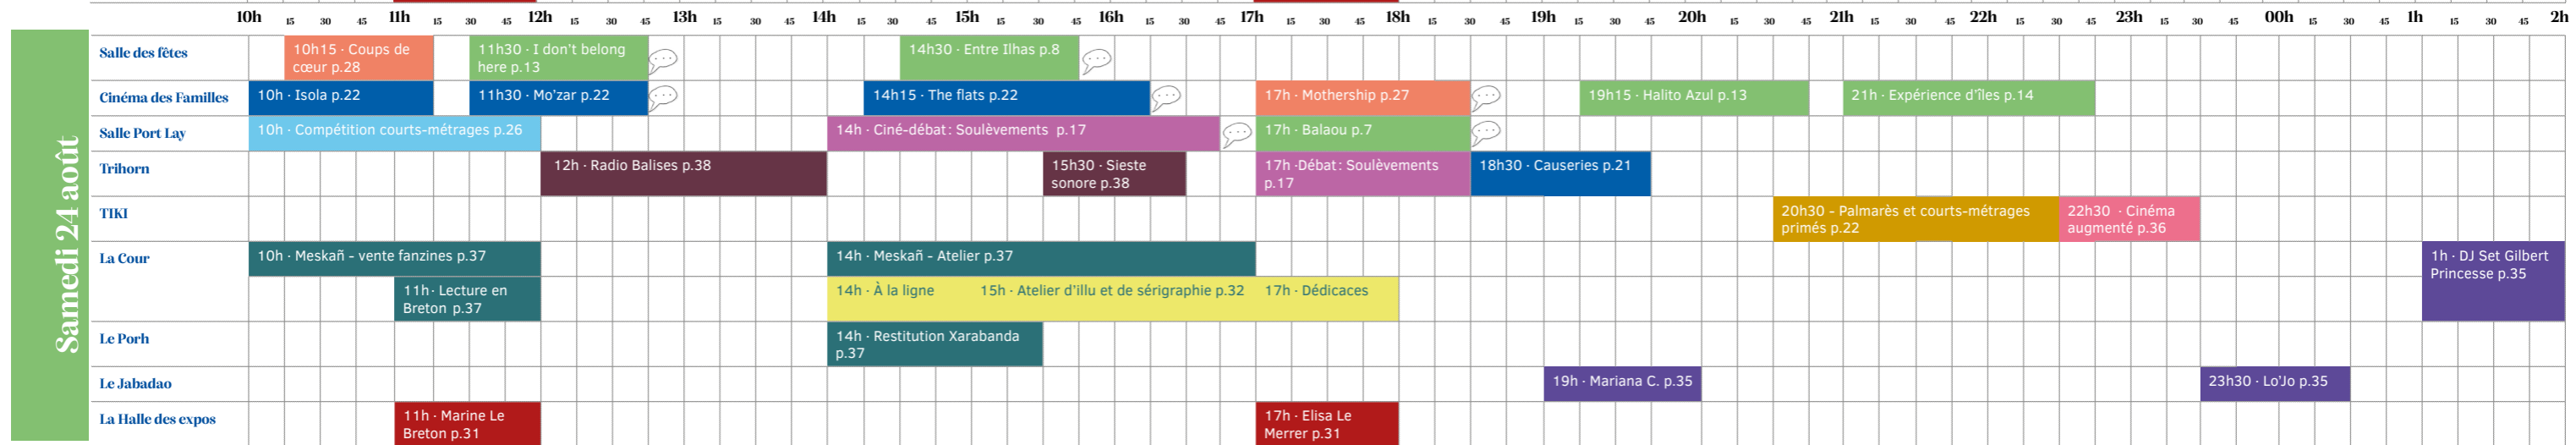 10h 15 30 45 11h 15 30 45 12h 15 30 45 13h 15 30 45 14h 15 30 45 15h 15 30 45 16h 15 30 45 17h 15 30 45 18h 15 30 45 19h 15 30 45 20h 15 30 45 21h 15 30 45 22h 15 30 45 23h 15 30 45 00h 15 30 45 1h 15 30 45 2h
Samedi 24 août
Salle des fêtes
10h15 · Coups de
cœur p.28
11h30 · I don't belong
here p.13
14h30 · Entre Ilhas p.8
Cinéma des Familles
10h · Isola p.22
11h30 · Mo'zar p.22
14h15 · The flats p.22
17h · Mothership p.27
19h15 · Halito Azul p.13
21h · Expérience d'îles p.14
Salle Port Lay
10h · Compétition courts-métrages p.26
14h · Ciné-débat: Soulèvements p.17
17h · Balaou p.7
Trihorn
12h · Radio Balises p.38
15h30 · Sieste
sonore p.38
17h ·Débat: Soulèvements
p.17
18h30 · Causeries p.21
TIKI
20h30 - Palmarès et courts-métrages
primés p.22
22h30 · Cinéma
augmenté p.36
La Cour
10h · Meskañ - vente fanzines p.37
14h · Meskañ - Atelier p.37
1h · DJ Set Gilbert
Princesse p.35
11h · Lecture en
Breton p.37
14h · À la ligne
15h · Atelier d'illu et de sérigraphie p.32
17h · Dédicaces
Le Porh
14h · Restitution Xarabanda
p.37
Le Jabadao
19h · Mariana C. p.35
23h30 · Lo'Jo p.35
La Halle des expos
11h · Marine Le
Breton p.31
17h · Elisa Le
Merrer p.31